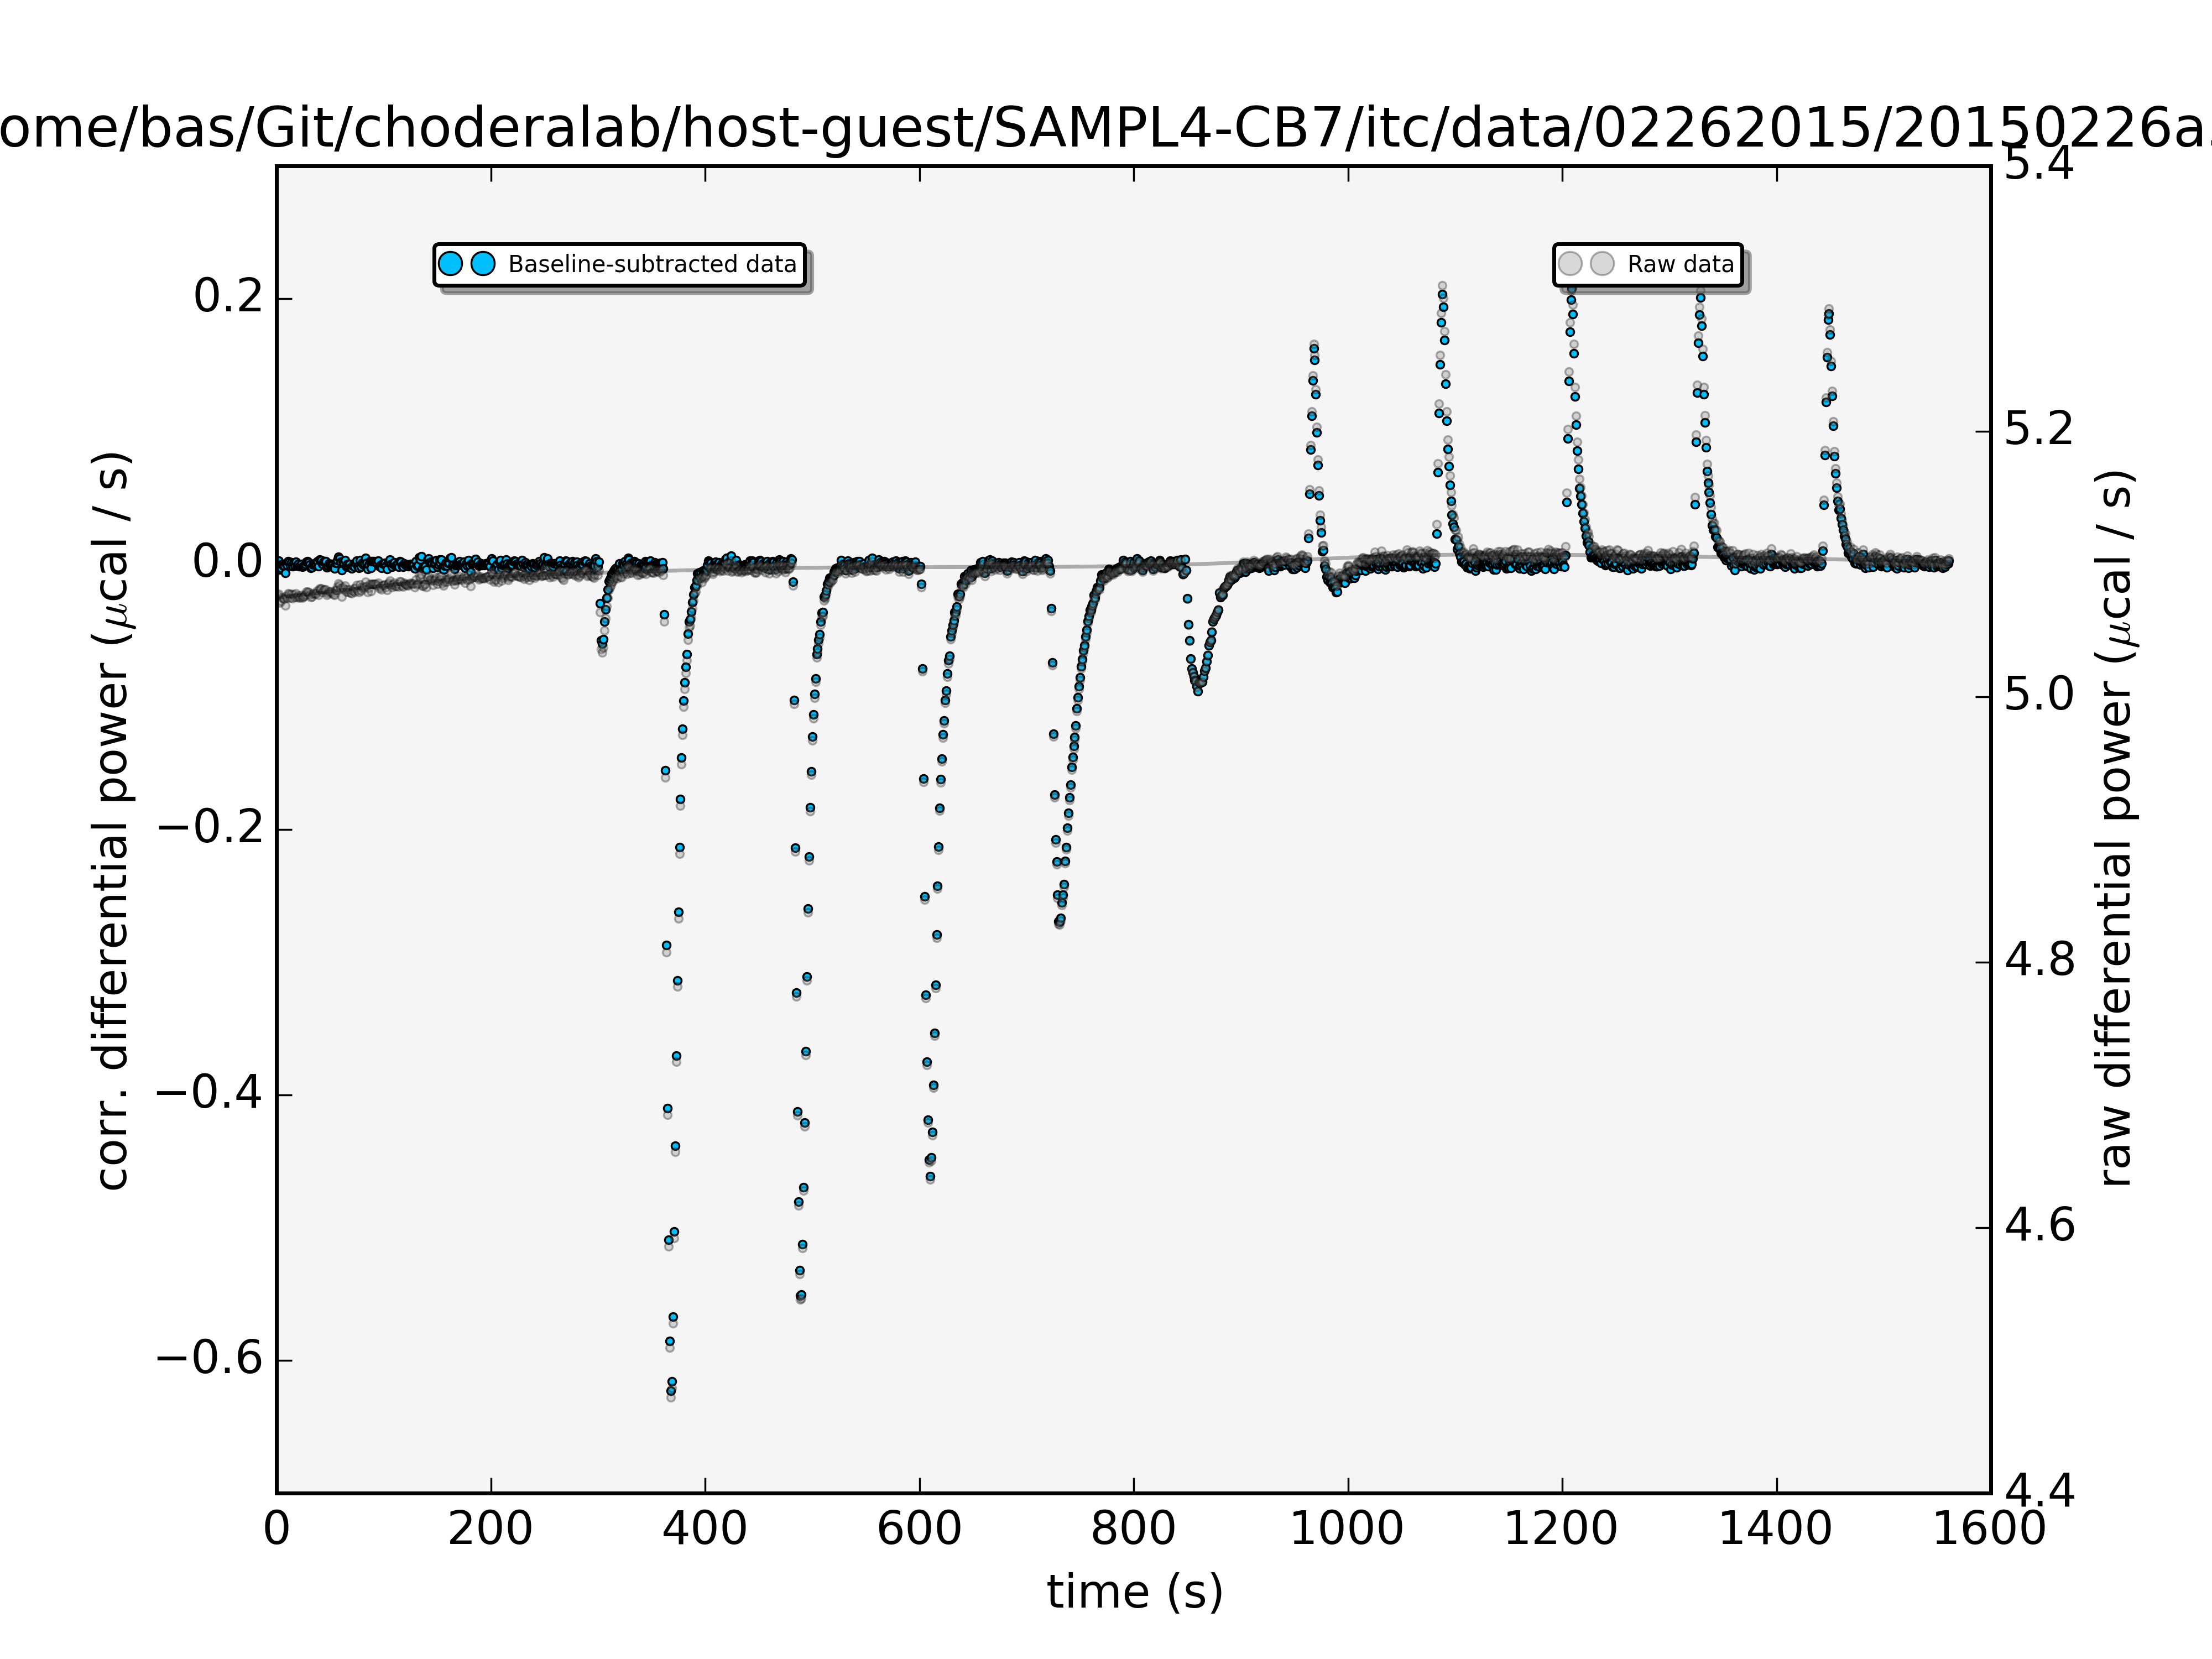 ome/bas/Git/choderalab/host-guest/SAMPL4-CB7/itc/data/02262015/20150226a
Baseline-subtracted data
Raw data
0.2
0.0
−0.2
−0.4
−0.6
corr. differential power (μcal / s)
5.4
5.2
5.0
4.8
4.6
4.4
raw differential power (μcal / s)
0 200 400 600 800 1000 1200 1400 1600
time (s)